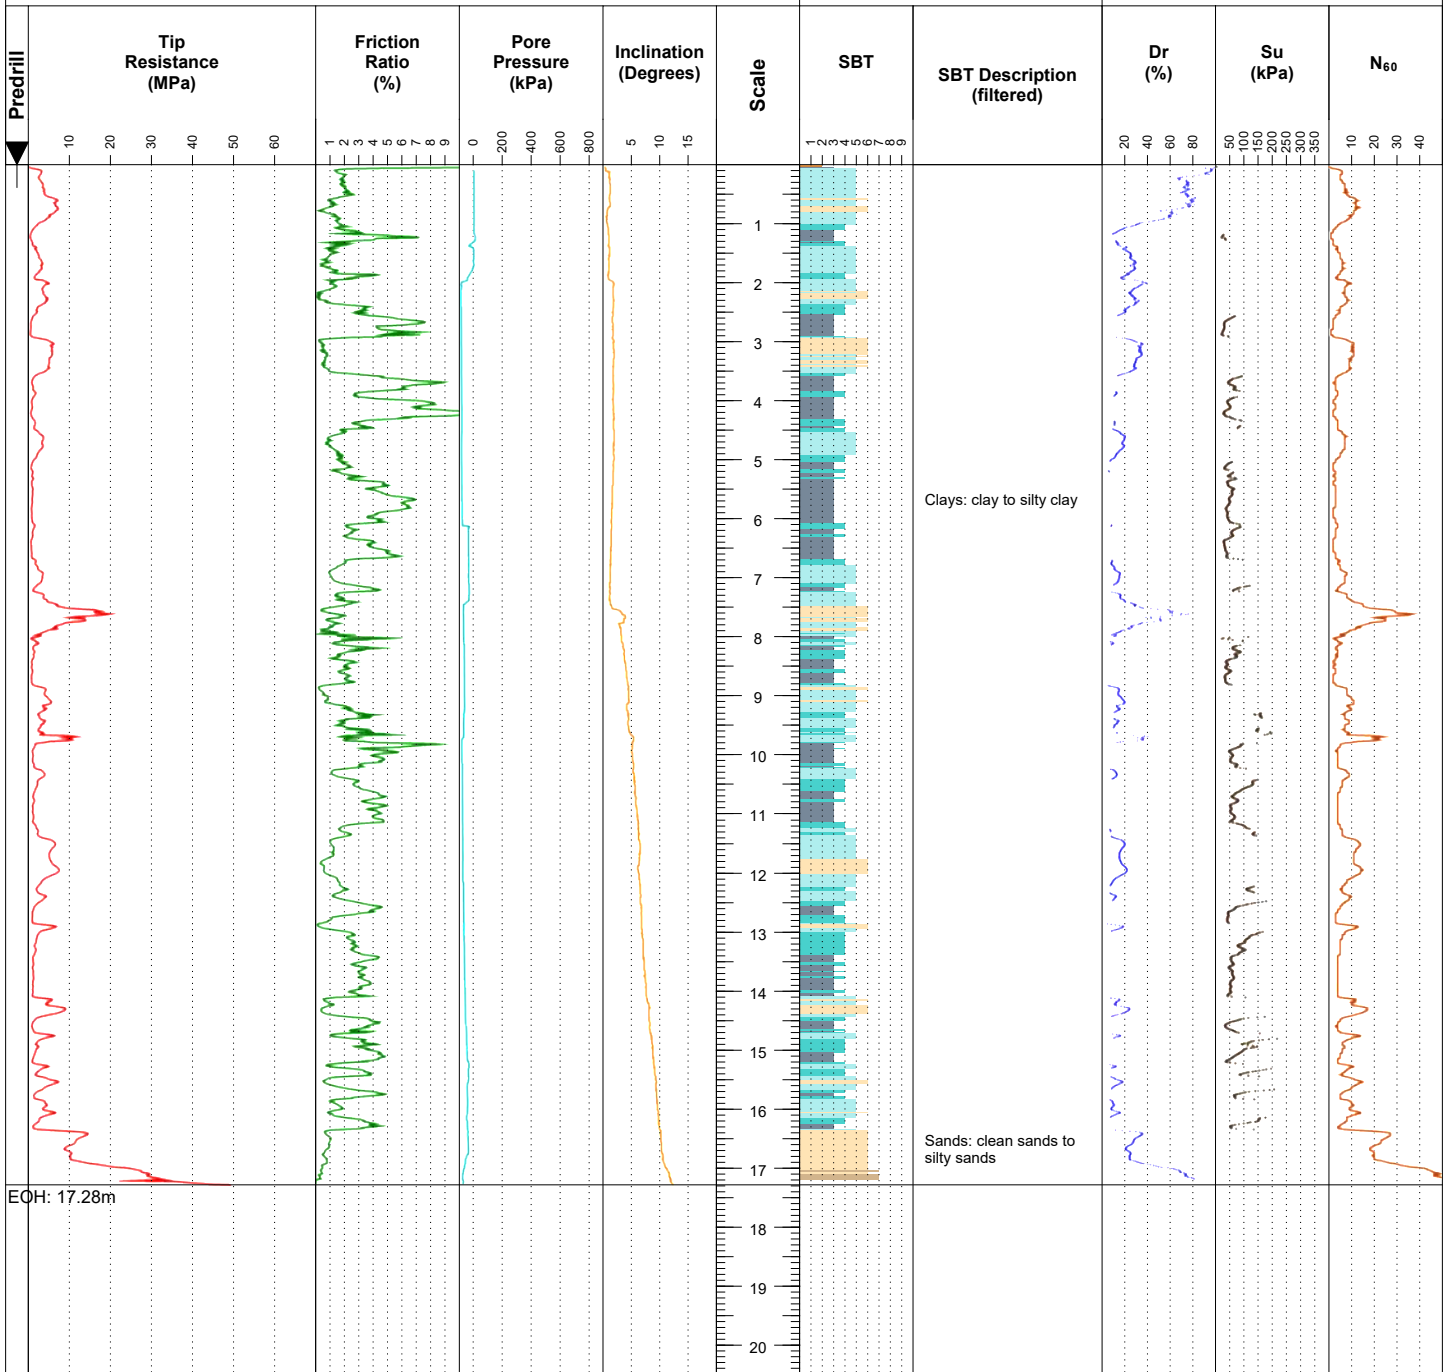 Predrill
Tip
Resistance
(MPa)
10 20 30 40 50 60
Friction
Ratio
(%)
1 2 3 4 5 6 7 8 9
Pore
Pressure
(kPa)
0 200 400 600 800
Inclination
(Degrees)
5 10 15
Scale
SBT
1 2 3 4 5 6 7 8 9
SBT Description
(filtered)
Dr
(%)
20 40 60 80
Su
(kPa)
50 100 150 200 250 300 350
N₆₀
10 20 30 40
1
2
3
4
5
Clays: clay to silty clay
6
7
8
9
10
11
12
13
14
15
16
Sands: clean sands to
silty sands
17
EOH: 17.28m
18
19
20